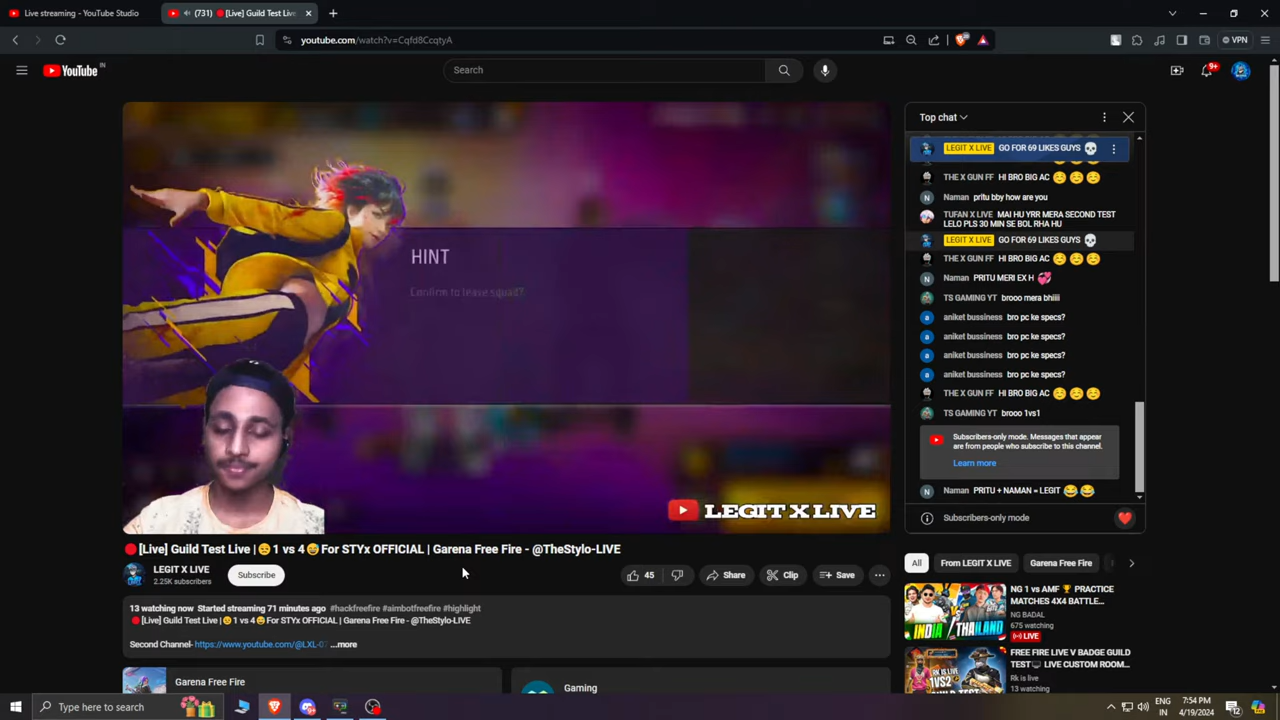 Live streaming - YouTube Studio
(731) 🔴 [Live] Guild Test Live
youtube.com/watch?v=Cqfd8CcqtyA
VPN
YouTube IN
Search
9+
HINT
Confirm to leave squad?
LEGIT X LIVE
Top chat
LEGIT X LIVE GO FOR 69 LIKES GUYS 💀
THE X GUN FF HI BRO BIG AC ☺️ ☺️ ☺️
N Naman pritu bby how are you
TUFAN X LIVE MAI HU YRR MERA SECOND TEST
LELO PLS 30 MIN SE BOL RHA HU
LEGIT X LIVE GO FOR 69 LIKES GUYS 💀
THE X GUN FF HI BRO BIG AC ☺️ ☺️ ☺️
N Naman PRITU MERI EX H 💞
TS GAMING YT brooo mera bhiiii
a aniket bussiness bro pc ke specs?
a aniket bussiness bro pc ke specs?
a aniket bussiness bro pc ke specs?
a aniket bussiness bro pc ke specs?
THE X GUN FF HI BRO BIG AC ☺️ ☺️ ☺️
TS GAMING YT brooo 1vs1
Subscribers-only mode. Messages that appear
are from people who subscribe to this channel.
Learn more
N Naman PRITU + NAMAN = LEGIT 😂 😂
Subscribers-only mode
🔴[Live] Guild Test Live | 😔1 vs 4😅For STYx OFFICIAL | Garena Free Fire - @TheStylo-LIVE
LEGIT X LIVE
2.25K subscribers
Subscribe
45
Share
Clip
Save
13 watching now Started streaming 71 minutes ago #hackfreefire #aimbotfreefire #highlight
🔴[Live] Guild Test Live | 😔1 vs 4😅For STYx OFFICIAL | Garena Free Fire - @TheStylo-LIVE
Second Channel- https://www.youtube.com/@LXL-0 ...more
Garena Free Fire
Gaming
All
From LEGIT X LIVE
Garena Free Fire
INDIA THAILAND
NG 1 vs AMF 🏆 PRACTICE
MATCHES 4X4 BATTLE...
NG BADAL
675 watching
LIVE
FREE FIRE LIVE V BADGE GUILD
TEST🖥️ LIVE CUSTOM ROOM...
Rk is live
13 watching
Type here to search
ENG
IN
7:54 PM
4/19/2024
12